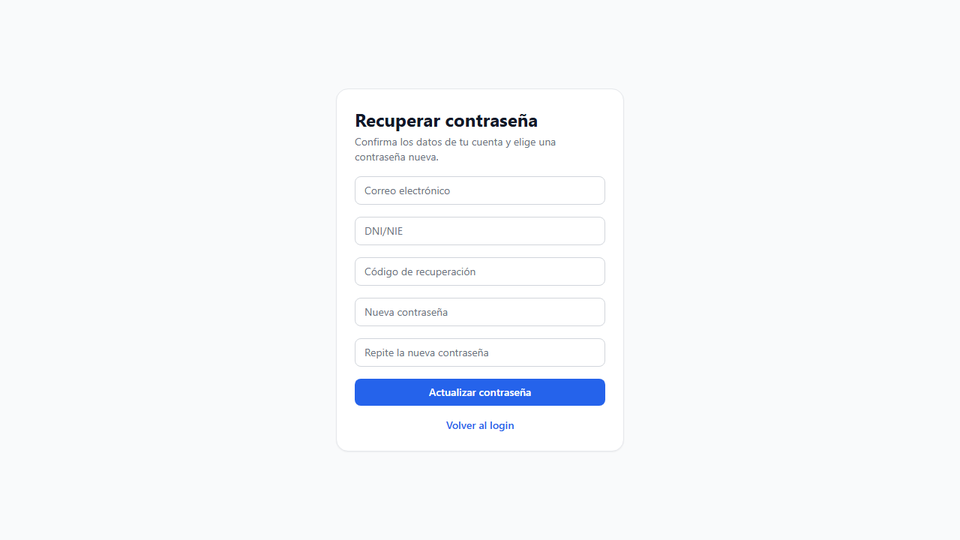 Recuperar contraseña
Confirma los datos de tu cuenta y elige una
contraseña nueva.
Correo electrónico
DNI/NIE
Código de recuperación
Nueva contraseña
Repite la nueva contraseña
Actualizar contraseña
Volver al login